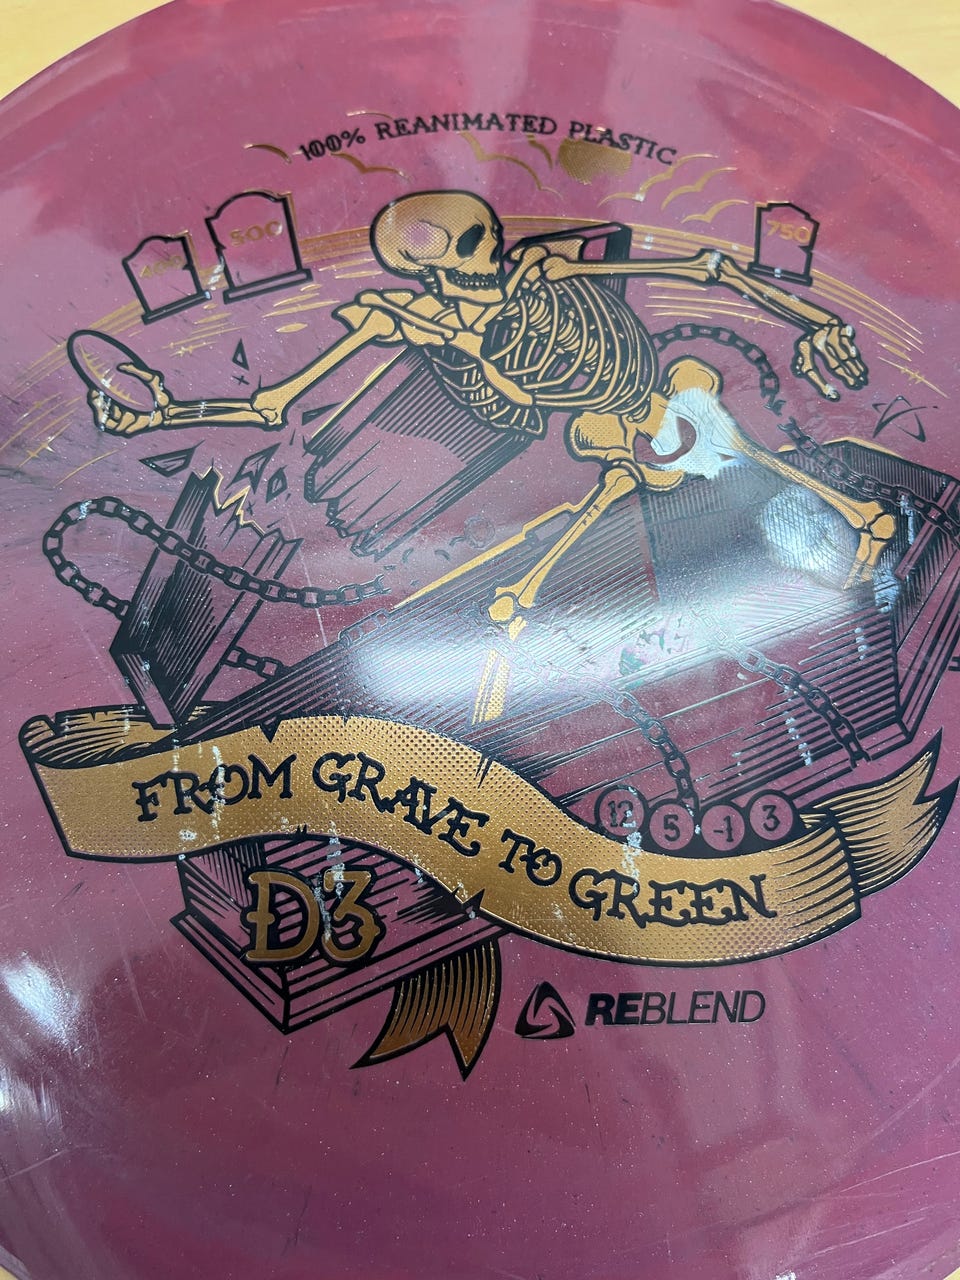 100% REANIMATED PLASTIC
400
500
750
FROM GRAVE TO GREEN
12 5 -1 3
D3
REBLEND